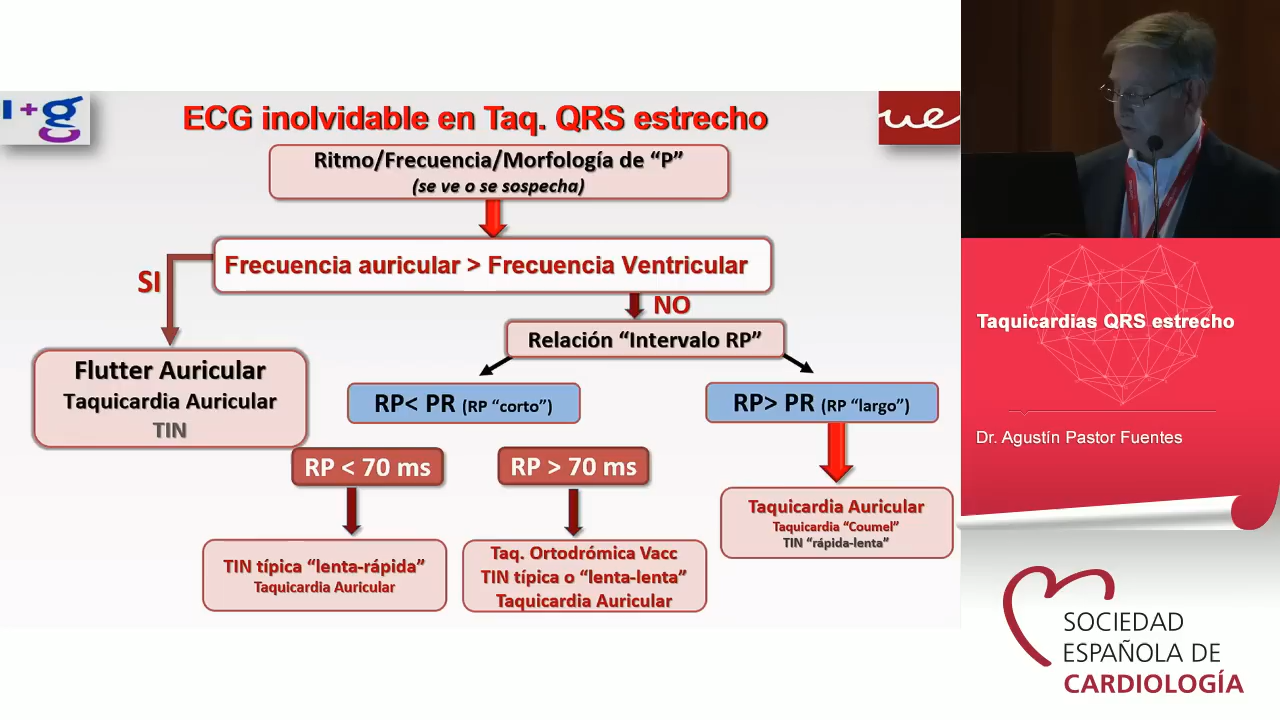 i+g
ECG inolvidable en Taq. QRS estrecho
ue
Ritmo/Frecuencia/Morfología de “P”
(se ve o se sospecha)
Frecuencia auricular > Frecuencia Ventricular
SI
NO
Relación “Intervalo RP”
Flutter Auricular
Taquicardia Auricular
TIN
RP< PR (RP “corto”)
RP> PR (RP “largo”)
RP < 70 ms
RP > 70 ms
TIN típica “lenta-rápida”
Taquicardia Auricular
Taq. Ortodrómica Vacc
TIN típica o “lenta-lenta”
Taquicardia Auricular
Taquicardia Auricular
Taquicardia “Coumel”
TIN “rápida-lenta”
Taquicardias QRS estrecho
Dr. Agustín Pastor Fuentes
SOCIEDAD
ESPAÑOLA DE
CARDIOLOGÍA